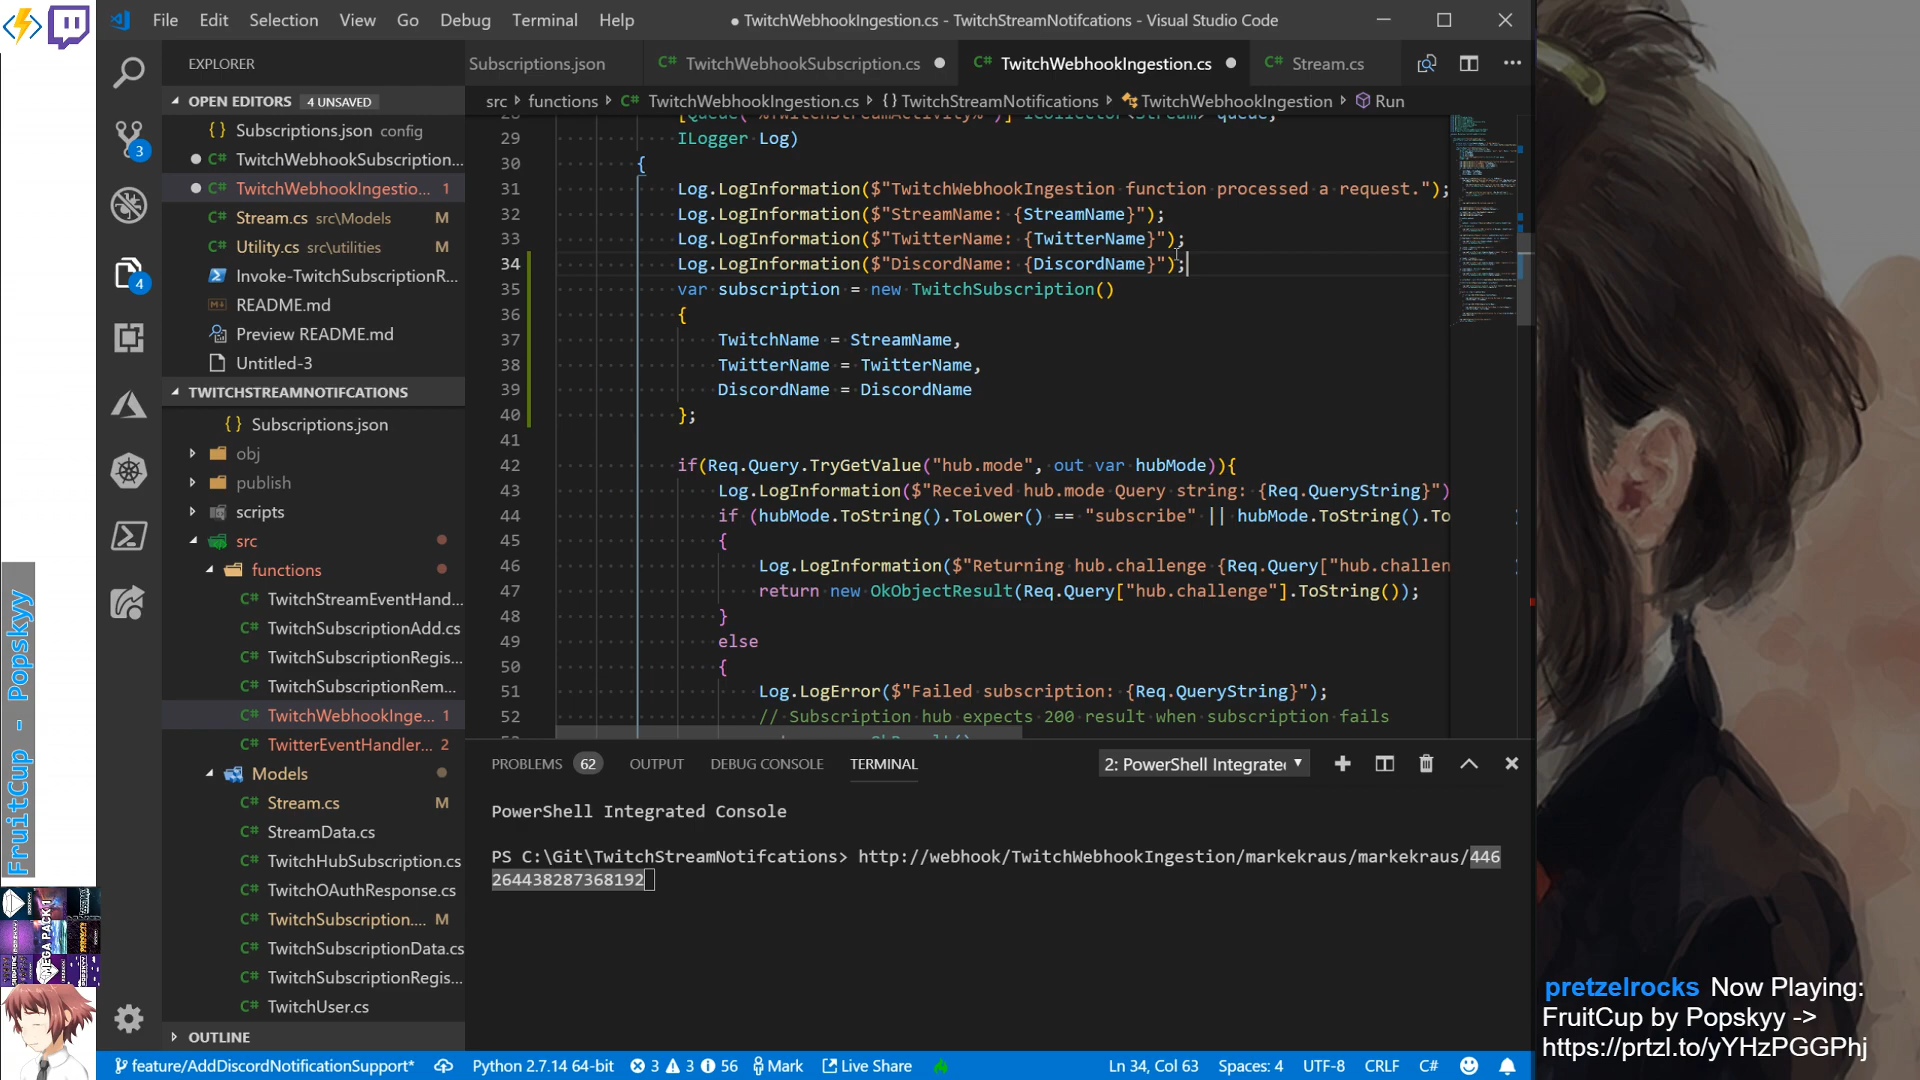 File Edit Selection View Go Debug Terminal Help
● TwitchWebhookIngestion.cs - TwitchStreamNotifcations - Visual Studio Code
EXPLORER
Subscriptions.json
C# TwitchWebhookSubscription.cs
C# TwitchWebhookIngestion.cs
C# Stream.cs
OPEN EDITORS 4 UNSAVED
src > functions > C# TwitchWebhookIngestion.cs > {} TwitchStreamNotifications > TwitchWebhookIngestion > Run
{} Subscriptions.json config
C# TwitchWebhookSubscription...
C# TwitchWebhookIngestio... 1
C# Stream.cs src\Models M
C# Utility.cs src\utilities M
Invoke-TwitchSubscriptionR...
README.md
Preview README.md
Untitled-3
TWITCHSTREAMNOTIFCATIONS
{} Subscriptions.json
obj
publish
scripts
src
functions
C# TwitchStreamEventHand...
C# TwitchSubscriptionAdd.cs
C# TwitchSubscriptionRegis...
C# TwitchSubscriptionRem...
C# TwitchWebhookInge... 1
C# TwitterEventHandler... 2
Models
C# Stream.cs M
C# StreamData.cs
C# TwitchHubSubscription.cs
C# TwitchOAuthResponse.cs
C# TwitchSubscription.... M
C# TwitchSubscriptionData.cs
C# TwitchSubscriptionRegis...
C# TwitchUser.cs
OUTLINE
3
4
28 [Queue("%TwitchStreamActivity%")] ICollector<Stream> queue,
29 ILogger Log)
30 {
31 Log.LogInformation($"TwitchWebhookIngestion function processed a request.");
32 Log.LogInformation($"StreamName: {StreamName}");
33 Log.LogInformation($"TwitterName: {TwitterName}");
34 Log.LogInformation($"DiscordName: {DiscordName}");
35 var subscription = new TwitchSubscription()
36 {
37 TwitchName = StreamName,
38 TwitterName = TwitterName,
39 DiscordName = DiscordName
40 };
41
42 if(Req.Query.TryGetValue("hub.mode", out var hubMode)){
43 Log.LogInformation($"Received hub.mode Query string: {Req.QueryString}")
44 if (hubMode.ToString().ToLower() == "subscribe" || hubMode.ToString().To
45 {
46 Log.LogInformation($"Returning hub.challenge {Req.Query["hub.challen
47 return new OkObjectResult(Req.Query["hub.challenge"].ToString());
48 }
49 else
50 {
51 Log.LogError($"Failed subscription: {Req.QueryString}");
52 // Subscription hub expects 200 result when subscription fails
PROBLEMS 62 OUTPUT DEBUG CONSOLE TERMINAL
2: PowerShell Integrate
PowerShell Integrated Console
PS C:\Git\TwitchStreamNotifcations> http://webhook/TwitchWebhookIngestion/markekraus/markekraus/446
264438287368192
feature/AddDiscordNotificationSupport* Python 2.7.14 64-bit 3 3 56 Mark Live Share
Ln 34, Col 63 Spaces: 4 UTF-8 CRLF C#
FruitCup - Popskyy
MEGA PACK 1
pretzelrocks Now Playing:
FruitCup by Popskyy ->
https://prtzl.to/yYHzPGGPhj